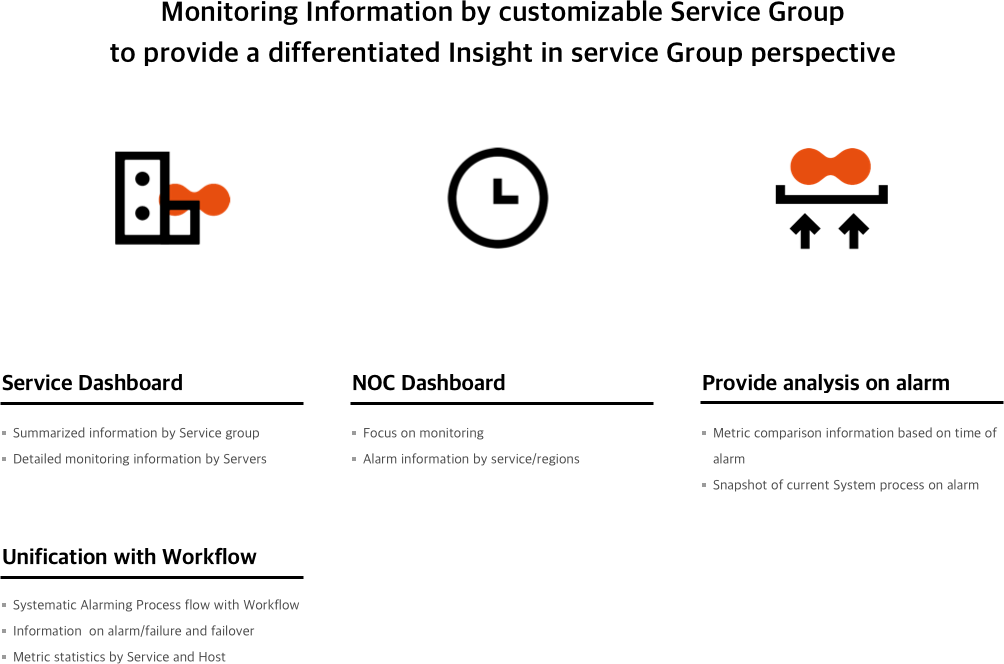 Monitoring Information by customizable Service Group
to provide a differentiated Insight in service Group perspective
Service Dashboard
▪ Summarized information by Service group
▪ Detailed monitoring information by Servers
NOC Dashboard
▪ Focus on monitoring
▪ Alarm information by service/regions
Provide analysis on alarm
▪ Metric comparison information based on time of
alarm
▪ Snapshot of current System process on alarm
Unification with Workflow
▪ Systematic Alarming Process flow with Workflow
▪ Information on alarm/failure and failover
▪ Metric statistics by Service and Host